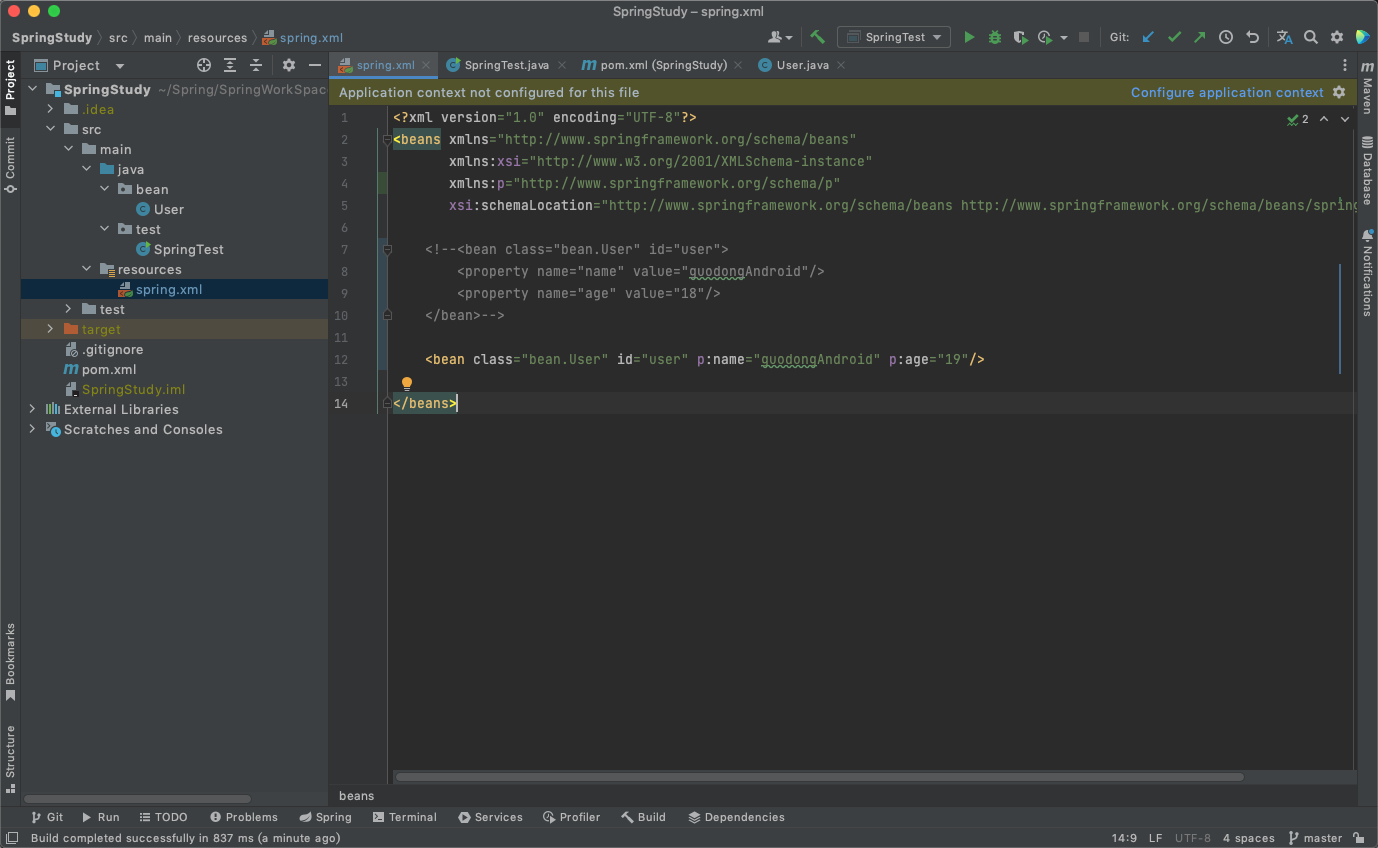 SpringStudy – spring.xml
SpringStudy src main resources spring.xml
SpringTest
Git:
Project
spring.xml
SpringTest.java
pom.xml (SpringStudy)
User.java
Application context not configured for this file
Configure application context
SpringStudy ~/Spring/SpringWorkSpac
.idea
src
main
java
bean
User
test
SpringTest
resources
spring.xml
test
target
.gitignore
pom.xml
SpringStudy.iml
External Libraries
Scratches and Consoles
Project
Commit
Bookmarks
Structure
2
1 <?xml version="1.0" encoding="UTF-8"?>
2 <beans xmlns="http://www.springframework.org/schema/beans"
3 xmlns:xsi="http://www.w3.org/2001/XMLSchema-instance"
4 xmlns:p="http://www.springframework.org/schema/p"
5 xsi:schemaLocation="http://www.springframework.org/schema/beans http://www.springframework.org/schema/beans/spring
6
7 <!--<bean class="bean.User" id="user">
8 <property name="name" value="guodongAndroid"/>
9 <property name="age" value="18"/>
10 </bean>-->
11
12 <bean class="bean.User" id="user" p:name="guodongAndroid" p:age="19"/>
13
14 </beans>
Maven
Database
Notifications
beans
Git Run TODO Problems Spring Terminal Services Profiler Build Dependencies
Build completed successfully in 837 ms (a minute ago)
14:9 LF UTF-8 4 spaces master